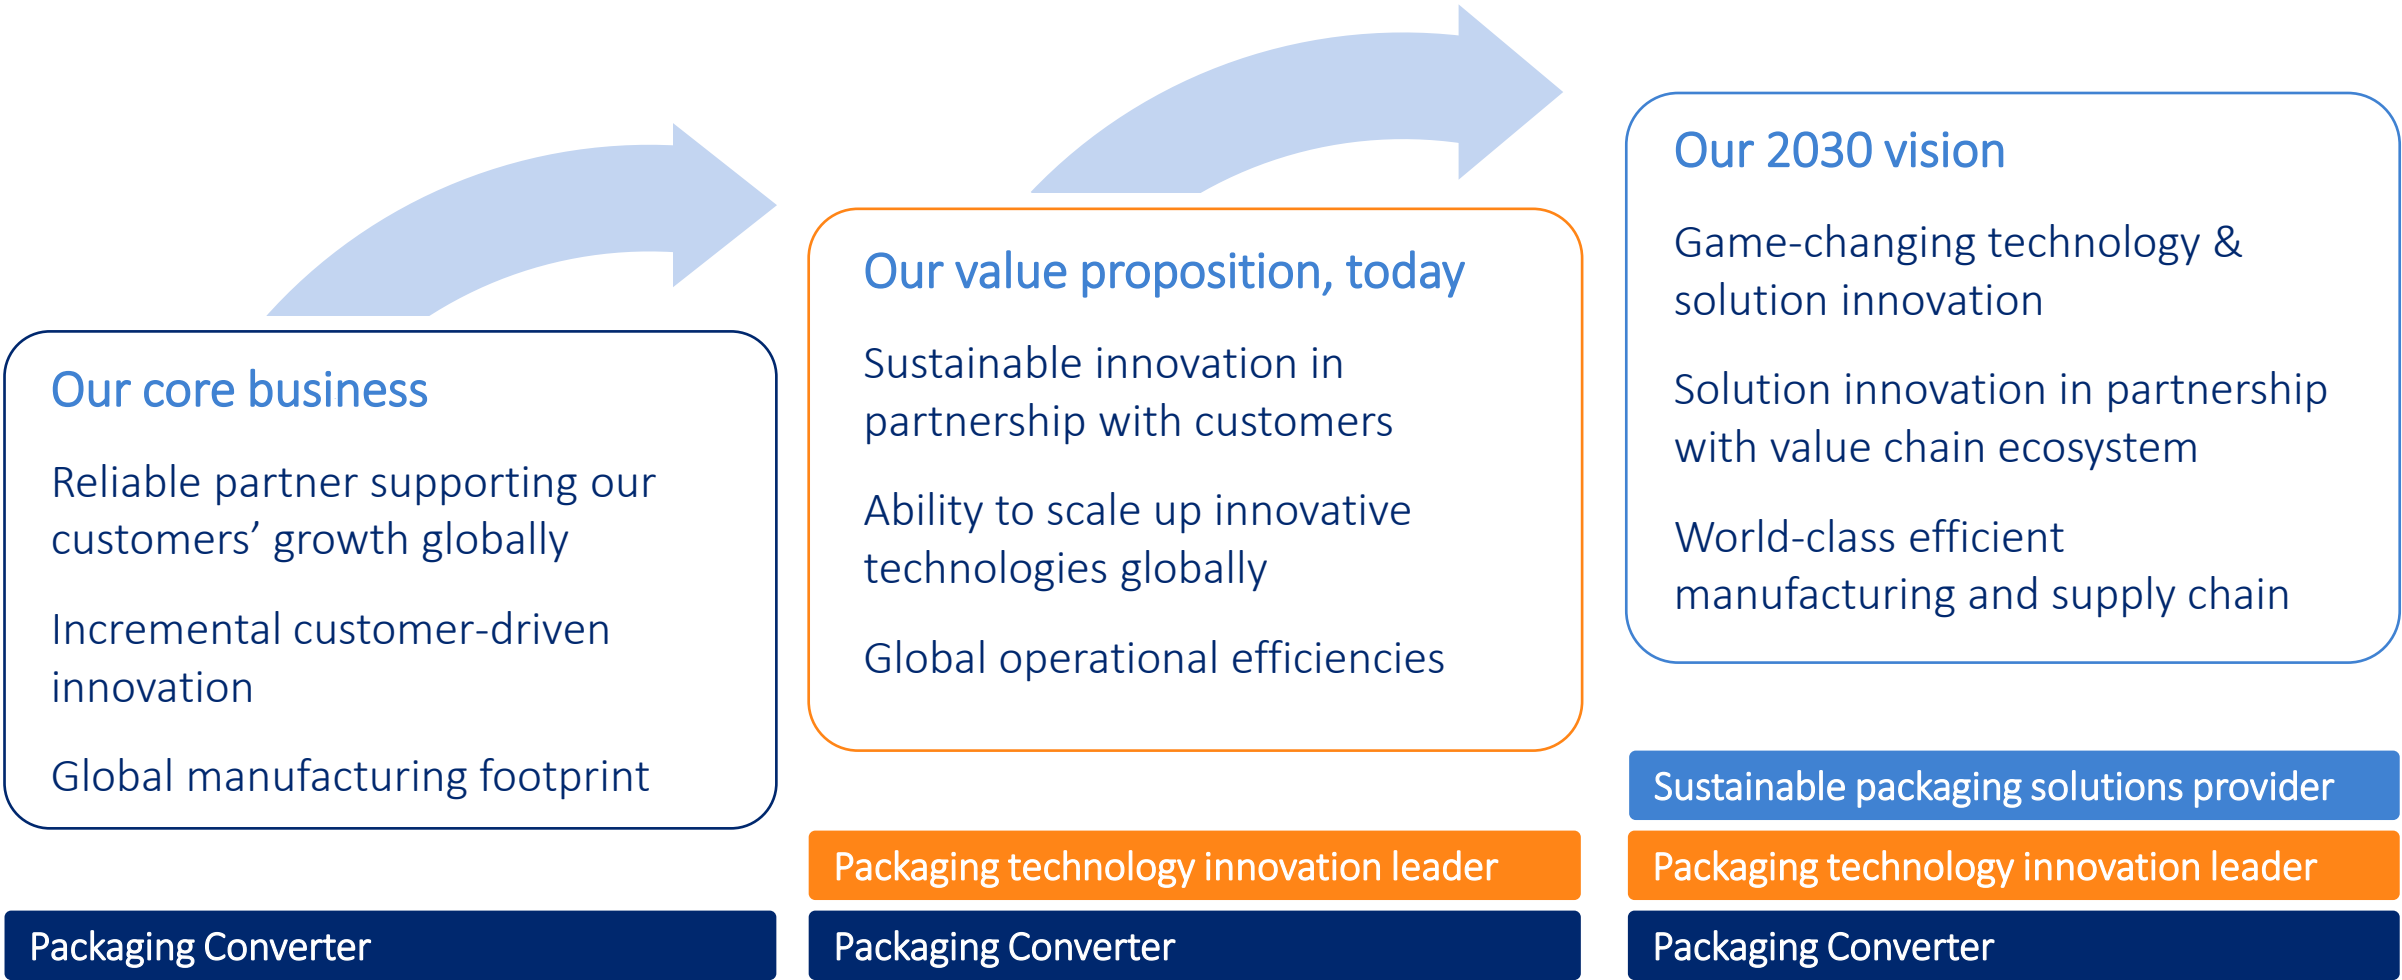 Our core business
Reliable partner supporting our
customers’ growth globally
Incremental customer-driven
innovation
Global manufacturing footprint
Packaging Converter
Our value proposition, today
Sustainable innovation in
partnership with customers
Ability to scale up innovative
technologies globally
Global operational efficiencies
Packaging technology innovation leader
Packaging Converter
Our 2030 vision
Game-changing technology &
solution innovation
Solution innovation in partnership
with value chain ecosystem
World-class efficient
manufacturing and supply chain
Sustainable packaging solutions provider
Packaging technology innovation leader
Packaging Converter